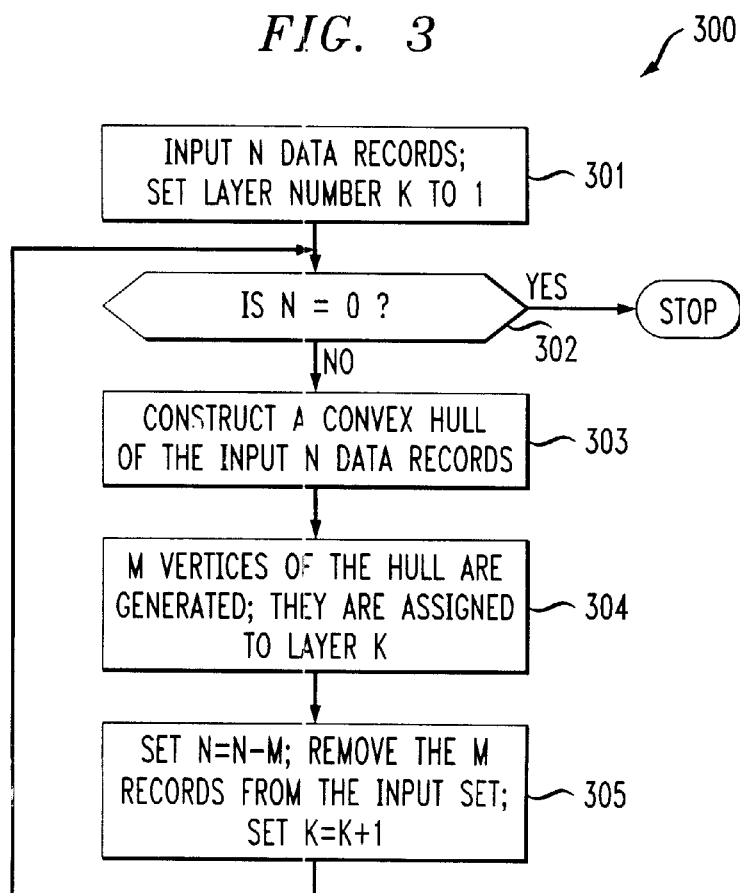 FIG. 3
300
INPUT N DATA RECORDS;
SET LAYER NUMBER K TO 1
301
IS N = 0 ?
YES
STOP
302
NO
CONSTRUCT A CONVEX HULL
OF THE INPUT N DATA RECORDS
303
M VERTICES OF THE HULL ARE
GENERATED; THEY ARE ASSIGNED
TO LAYER K
304
SET N=N-M; REMOVE THE M
RECORDS FROM THE INPUT SET;
SET K=K+1
305